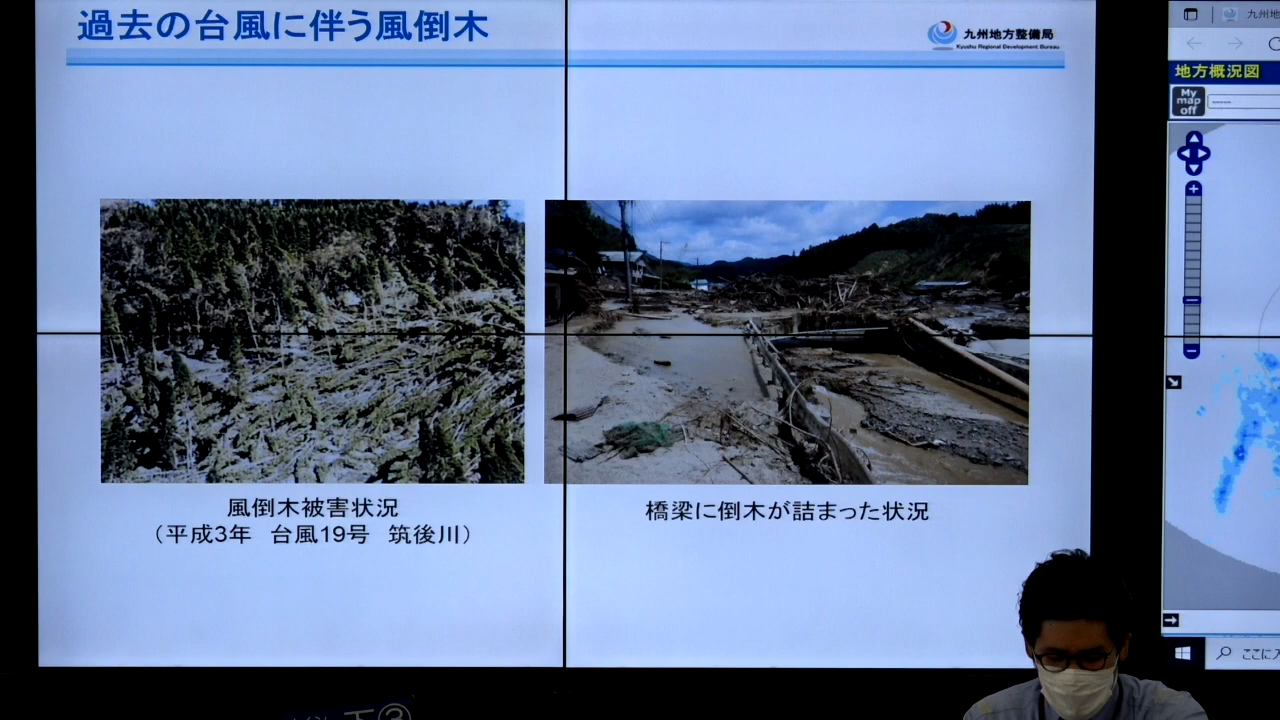 過去の台風に伴う風倒木
九州地方整備局
Kyushu Regional Development Bureau
九州地
地方概況図
My
map
off
風倒木被害状況
(平成3年 台風19号 筑後川)
橋梁に倒木が詰まった状況
ここに入
下③